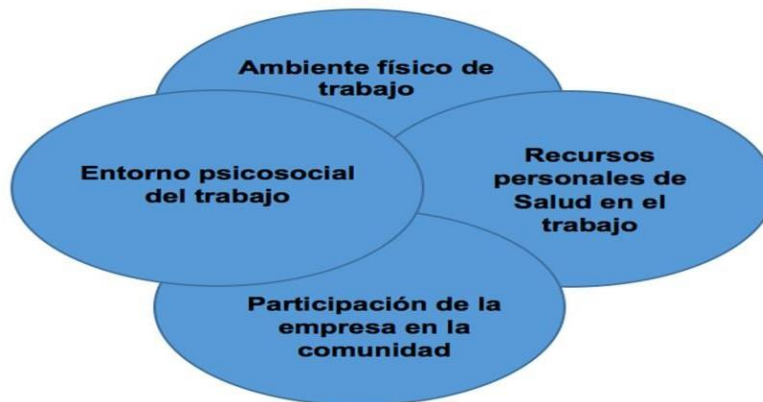 Ambiente físico de
trabajo
Entorno psicosocial
del trabajo
Recursos
personales de
Salud en el
trabajo
Participación de la
empresa en la
comunidad